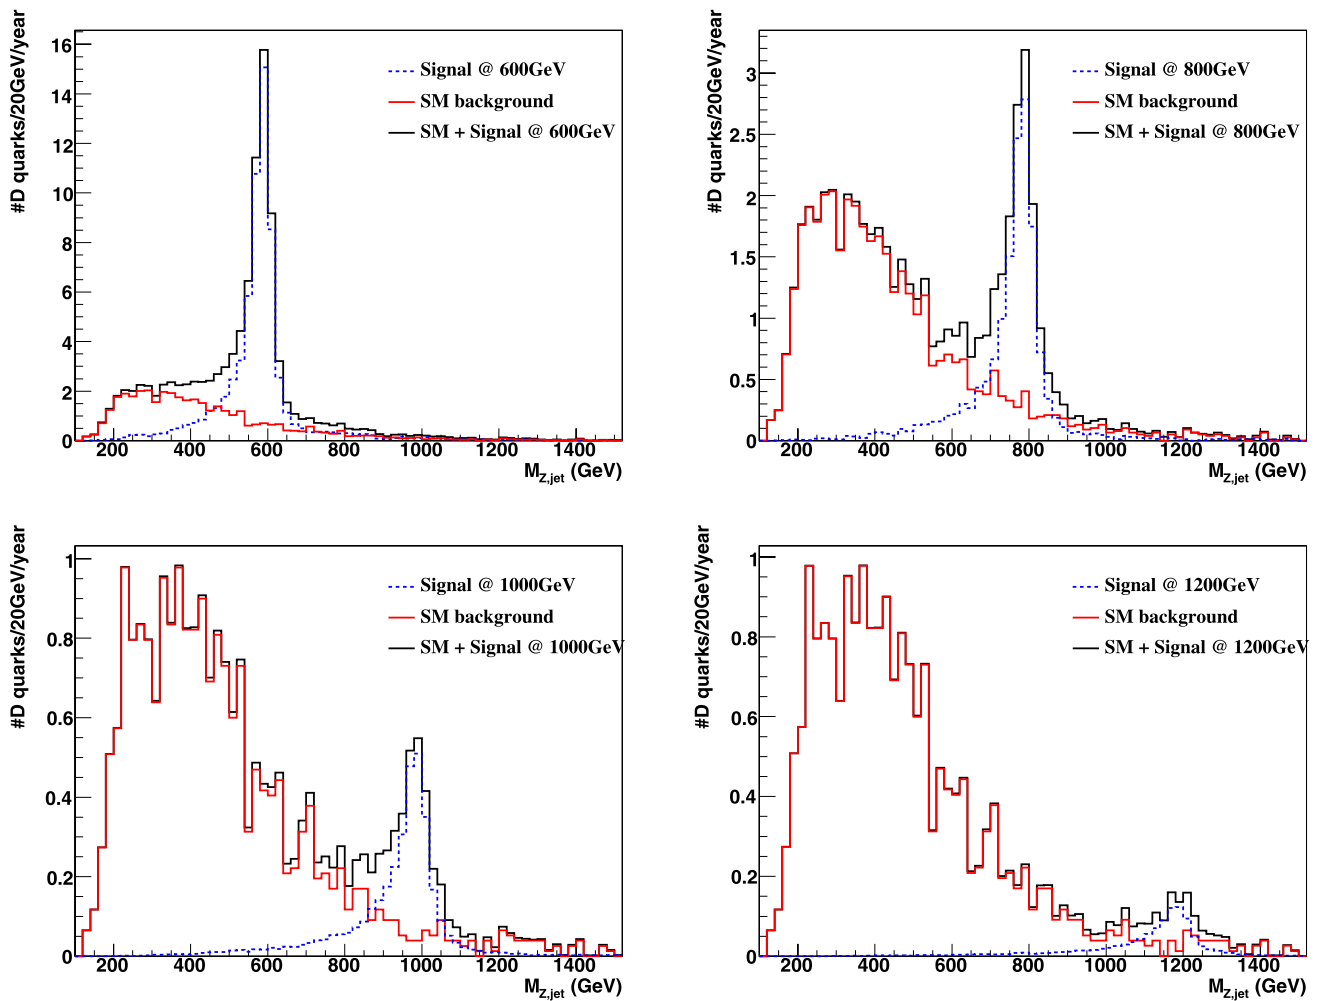 #D quarks/20GeV/year
16
14
12
10
8
6
4
2
0
Signal @ 600GeV
SM background
SM + Signal @ 600GeV
200 400 600 800 1000 1200 1400
M_Z,jet (GeV)
#D quarks/20GeV/year
3
2.5
2
1.5
1
0.5
0
Signal @ 800GeV
SM background
SM + Signal @ 800GeV
200 400 600 800 1000 1200 1400
M_Z,jet (GeV)
#D quarks/20GeV/year
1
0.8
0.6
0.4
0.2
0
Signal @ 1000GeV
SM background
SM + Signal @ 1000GeV
200 400 600 800 1000 1200 1400
M_Z,jet (GeV)
#D quarks/20GeV/year
1
0.8
0.6
0.4
0.2
0
Signal @ 1200GeV
SM background
SM + Signal @ 1200GeV
200 400 600 800 1000 1200 1400
M_Z,jet (GeV)